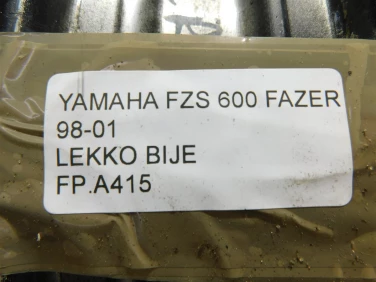 YAMAHA FZS 600 FAZER
98-01
LEKKO BIJE
FP.A415